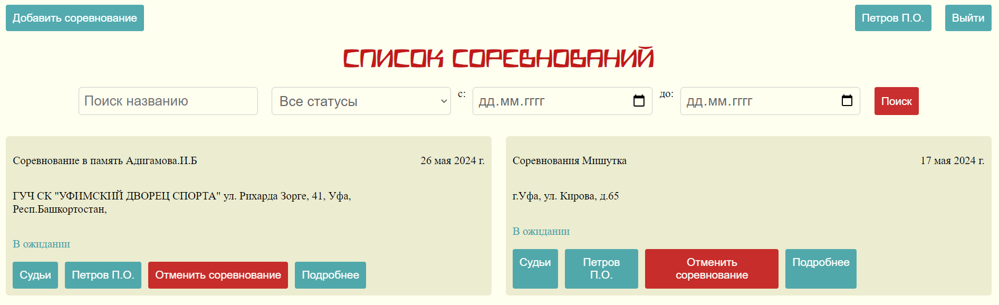 Добавить соревнование
Петров П.О.
Выйти
СПИСОК СОРЕВНОВАНИЙ
Поиск названию
Все статусы
с:
дд.мм.гггг
до:
дд.мм.гггг
Поиск
Соревнование в память Адигамова.И.Б
26 мая 2024 г.
ГУЧ СК "УФИМСКИЙ ДВОРЕЦ СПОРТА" ул. Рихарда Зорге, 41, Уфа,
Респ.Башкортостан,
В ожидании
Судьи
Петров П.О.
Отменить соревнование
Подробнее
Соревнования Мишутка
17 мая 2024 г.
г.Уфа, ул. Кирова, д.65
В ожидании
Судьи
Петров
П.О.
Отменить
соревнование
Подробнее